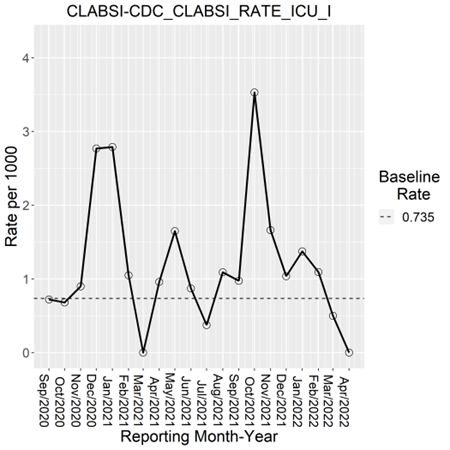 CLABSI-CDC_CLABSI_RATE_ICU_I
Rate per 1000
4
3
2
1
0
Sep/2020
Oct/2020
Nov/2020
Dec/2020
Jan/2021
Feb/2021
Mar/2021
Apr/2021
May/2021
Jun/2021
Jul/2021
Aug/2021
Sep/2021
Oct/2021
Nov/2021
Dec/2021
Jan/2022
Feb/2022
Mar/2022
Apr/2022
Reporting Month-Year
Baseline
Rate
0.735